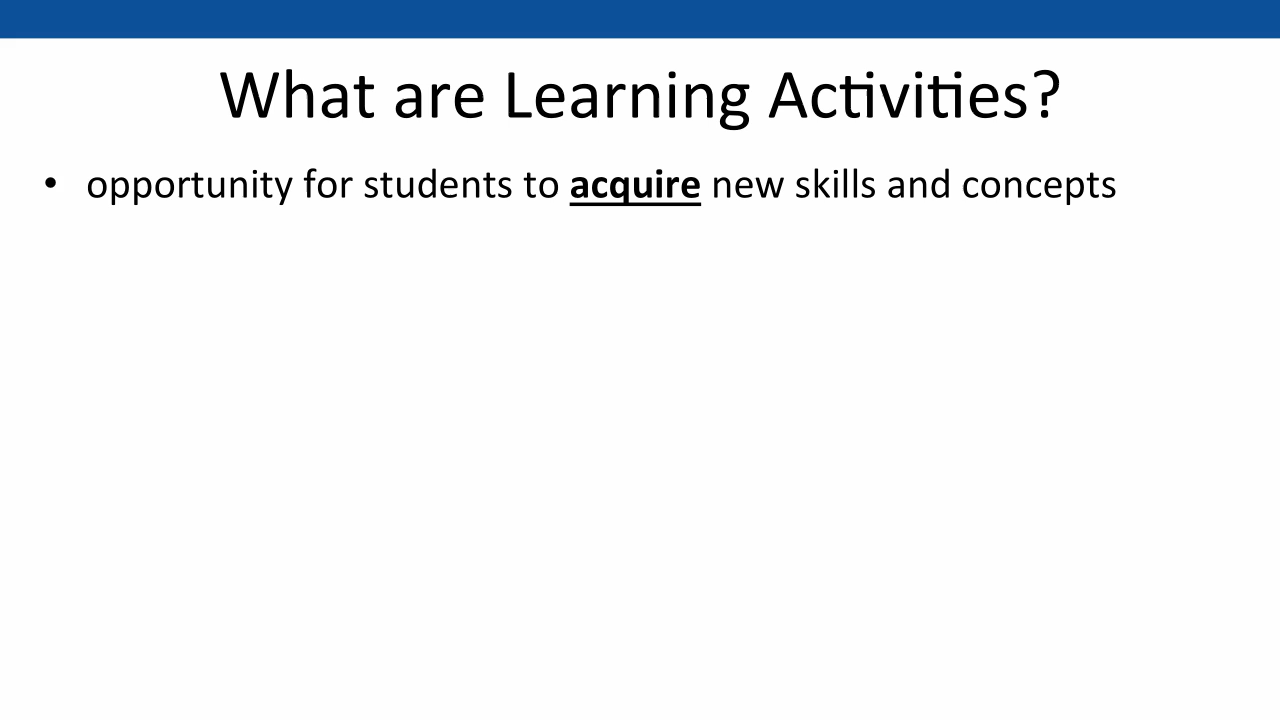 What are Learning Activities?
• opportunity for students to acquire new skills and concepts